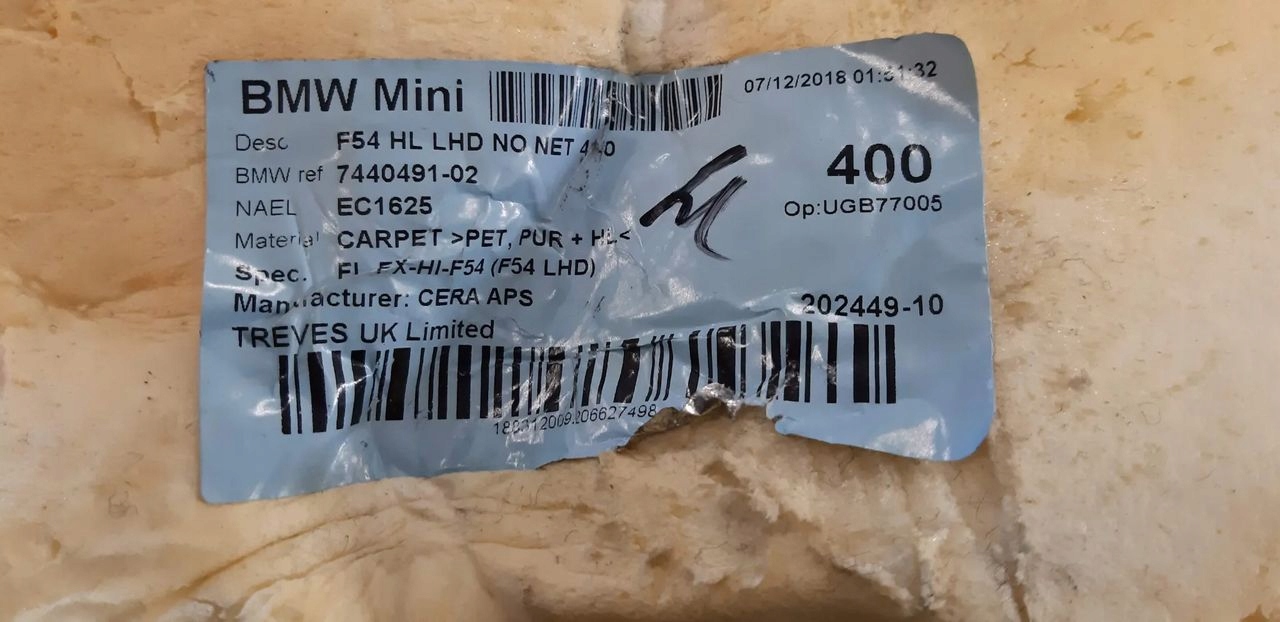 BMW Mini
07/12/2018
Desc F54 HL LHD NO NET
400
BMW ref 7440491-02
Op:UGB77005
NAEL EC1625
Material CARPET >PET, PUR + HL<
Spec. (F54 LHD)
Manufacturer: CERA APS
202449-10
TREVES UK Limited